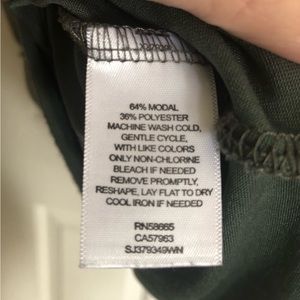 64% MODAL
36% POLYESTER
MACHINE WASH COLD,
GENTLE CYCLE,
WITH LIKE COLORS
ONLY NON-CHLORINE
BLEACH IF NEEDED
REMOVE PROMPTLY,
RESHAPE, LAY FLAT TO DRY
COOL IRON IF NEEDED
RN58665
CA57963
SJ379349WN